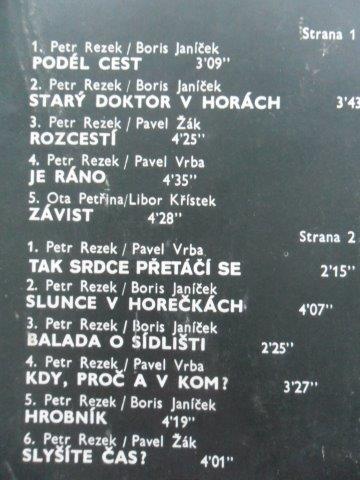 Strana 1
1. Petr Rezek / Boris Janíček
PODÉL CEST 3'09"
2. Petr Rezek / Boris Janíček
STARÝ DOKTOR V HORÁCH 3'43
3. Petr Rezek / Pavel Žák
ROZCESTÍ 4'25"
4. Petr Rezek / Pavel Vrba
JE RÁNO 4'35"
5. Ota Petřina/Libor Křístek
ZÁVIST 4'28"
Strana 2
1. Petr Rezek / Pavel Vrba
TAK SRDCE PŘETÁČÍ SE 2'15"
2. Petr Rezek / Boris Janíček
SLUNCE V HOREČKÁCH 4'07"
3. Petr Rezek / Boris Janíček
BALADA O SÍDLIŠTI 2'25"
4. Petr Rezek / Pavel Vrba
KDY, PROČ A V KOM? 3'27"
5. Petr Rezek / Boris Janíček
HROBNÍK 4'19"
6. Petr Rezek / Pavel Žák
SLYŠÍTE ČAS? 4'01"